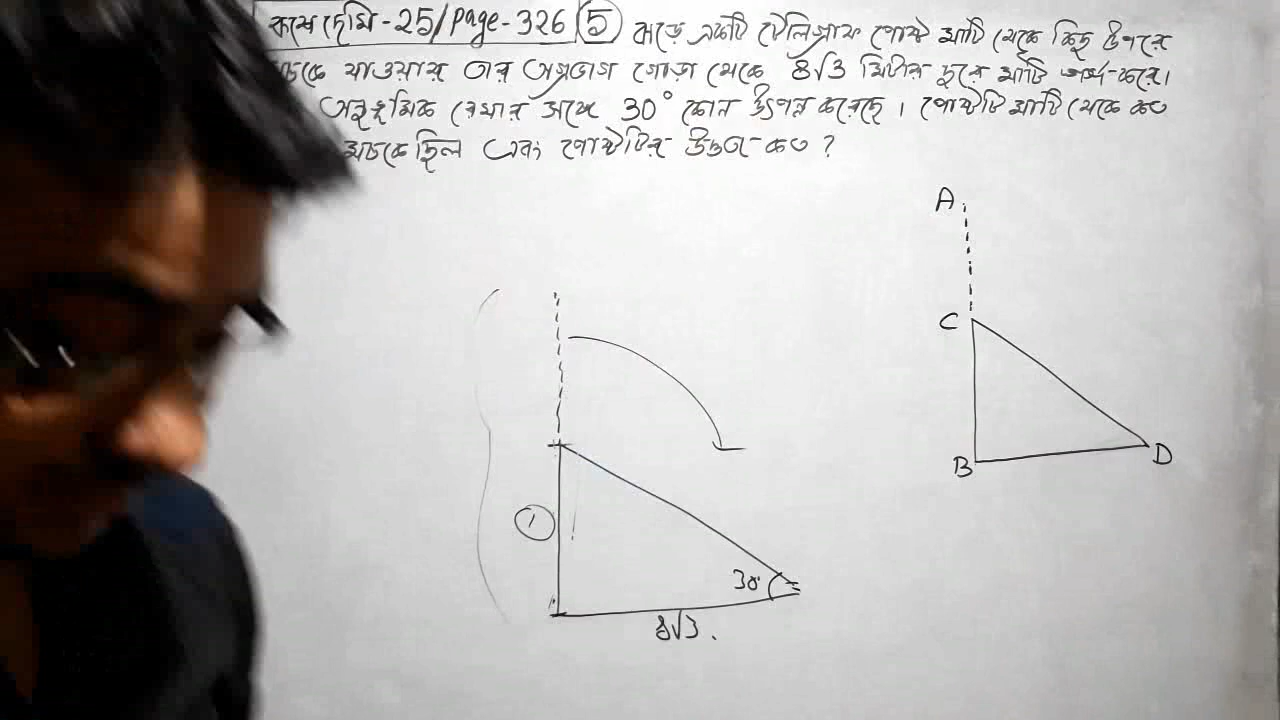 কষে দেখি - 25/page-326 5 ঝড়ে একটি টেলিগ্রাফ পোস্ট মাটি থেকে কিছু উপরে
মচকে যাওয়ায় তার অগ্রভাগ গোড়া থেকে 8√3 মিটার দূরে মাটি স্পর্শ করে।
অনুভূমিক রেখার সঙ্গে 30° কোন উৎপন্ন করেছে। পোস্টটি মাটি থেকে কত
মচকেছিল এবং পোস্টটির উচ্চতা কত ?
A
C
B
D
1
30°
8√3.